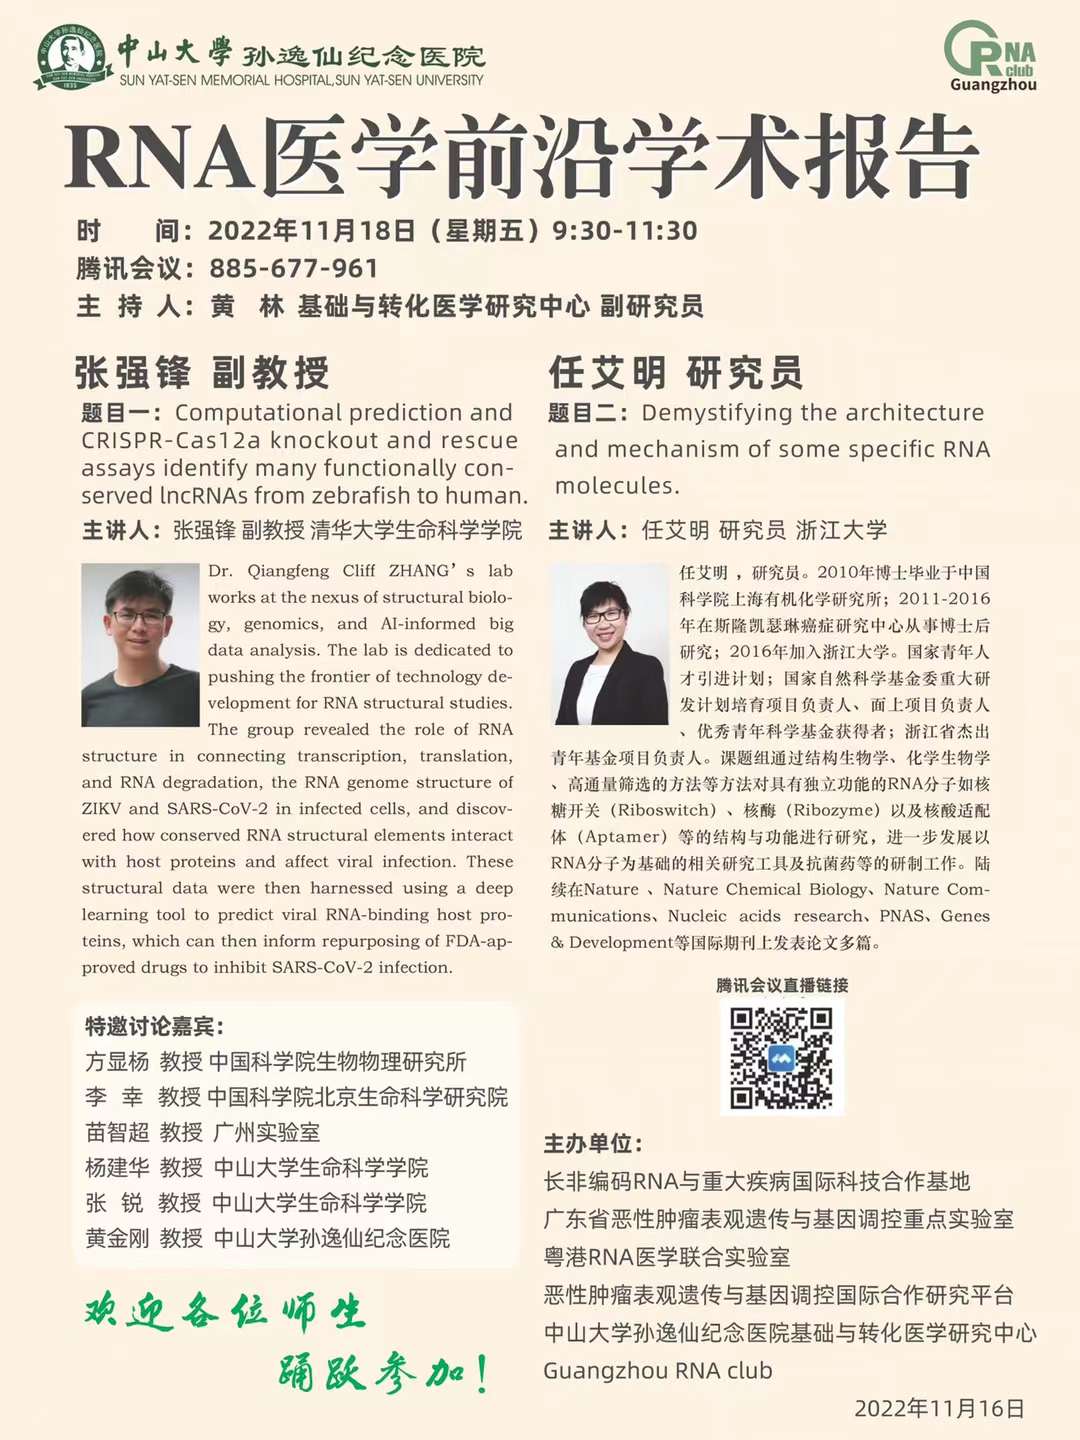 中山大學 孙逸仙纪念医院
SUN YAT-SEN MEMORIAL HOSPITAL,SUN YAT-SEN UNIVERSITY
1835
RNA
club
Guangzhou
RNA医学前沿学术报告
时 间：2022年11月18日（星期五）9:30-11:30
腾讯会议：885-677-961
主 持 人：黄 林 基础与转化医学研究中心 副研究员
张强锋 副教授
题目一：Computational prediction and
CRISPR-Cas12a knockout and rescue
assays identify many functionally con-
served lncRNAs from zebrafish to human.
主讲人：张强锋 副教授 清华大学生命科学学院
Dr. Qiangfeng Cliff ZHANG’s lab
works at the nexus of structural biolo-
gy, genomics, and AI-informed big
data analysis. The lab is dedicated to
pushing the frontier of technology de-
velopment for RNA structural studies.
The group revealed the role of RNA
structure in connecting transcription, translation,
and RNA degradation, the RNA genome structure of
ZIKV and SARS-CoV-2 in infected cells, and discov-
ered how conserved RNA structural elements interact
with host proteins and affect viral infection. These
structural data were then harnessed using a deep
learning tool to predict viral RNA-binding host pro-
teins, which can then inform repurposing of FDA-ap-
proved drugs to inhibit SARS-CoV-2 infection.
任艾明 研究员
题目二：Demystifying the architecture
and mechanism of some specific RNA
molecules.
主讲人：任艾明 研究员 浙江大学
任艾明 ，研究员。2010年博士毕业于中国
科学院上海有机化学研究所；2011-2016
年在斯隆凯瑟琳癌症研究中心从事博士后
研究；2016年加入浙江大学。国家青年人
才引进计划；国家自然科学基金委重大研
发计划培育项目负责人、面上项目负责人
、优秀青年科学基金获得者；浙江省杰出
青年基金项目负责人。课题组通过结构生物学、化学生物学
、高通量筛选的方法等方法对具有独立功能的RNA分子如核
糖开关（Riboswitch）、核酶（Ribozyme）以及核酸适配
体（Aptamer）等的结构与功能进行研究，进一步发展以
RNA分子为基础的相关研究工具及抗菌药等的研制工作。陆
续在Nature 、Nature Chemical Biology、Nature Com-
munications、Nucleic acids research、PNAS、Genes
& Development等国际期刊上发表论文多篇。
特邀讨论嘉宾：
方显杨 教授 中国科学院生物物理研究所
李 幸 教授 中国科学院北京生命科学研究院
苗智超 教授 广州实验室
杨建华 教授 中山大学生命科学学院
张 锐 教授 中山大学生命科学学院
黄金刚 教授 中山大学孙逸仙纪念医院
欢迎各位师生
踊跃参加！
腾讯会议直播链接
主办单位：
长非编码RNA与重大疾病国际科技合作基地
广东省恶性肿瘤表观遗传与基因调控重点实验室
粤港RNA医学联合实验室
恶性肿瘤表观遗传与基因调控国际合作研究平台
中山大学孙逸仙纪念医院基础与转化医学研究中心
Guangzhou RNA club
2022年11月16日